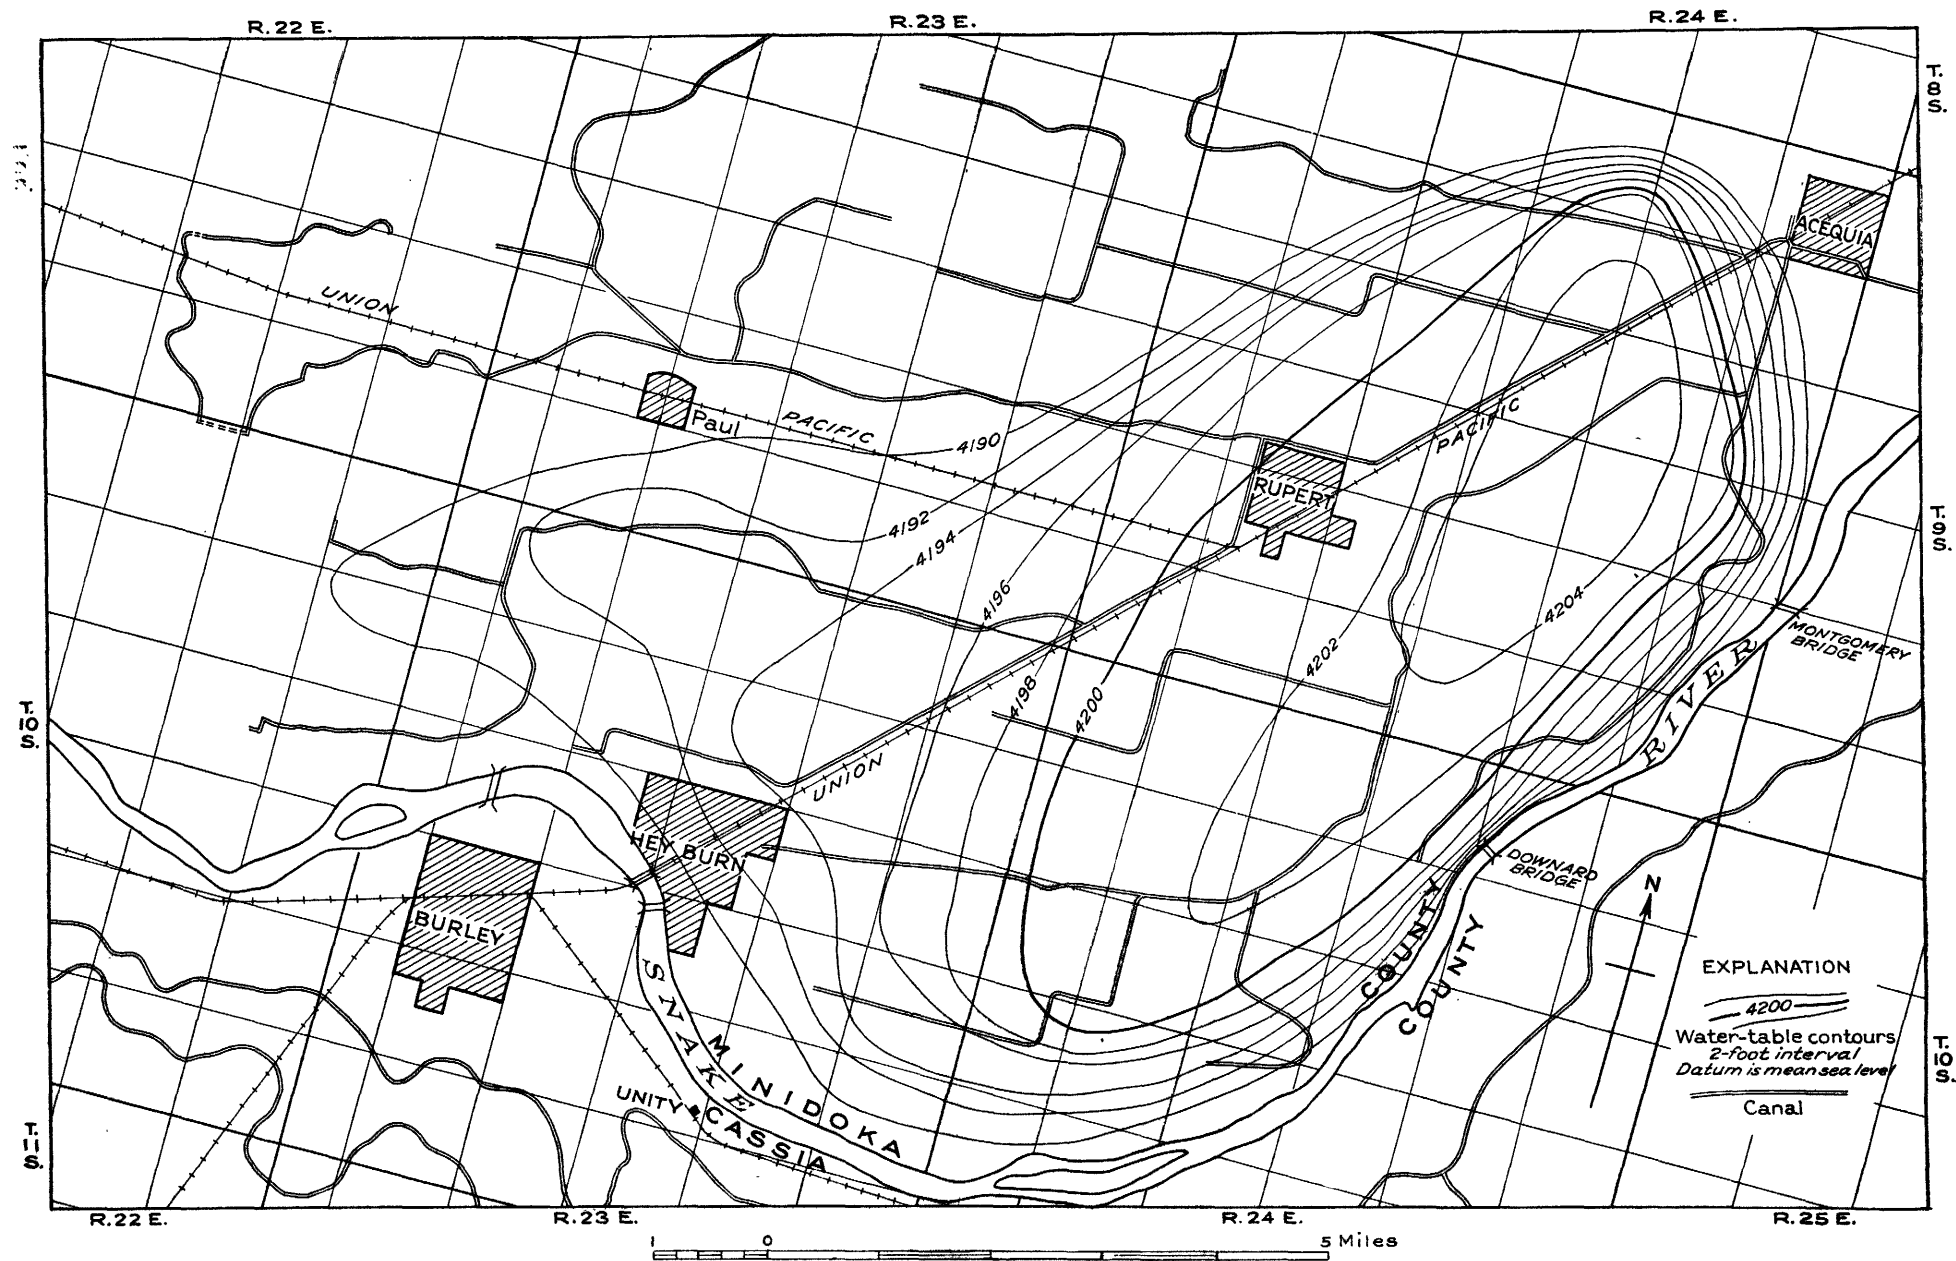 R. 22 E.
R. 23 E.
R. 24 E.
T.
8
S.
ACEQUIA
UNION
PACIFIC
Paul
PACIFIC
4190
RUPERT
4192
4194
T.
9
S.
4196
4204
4202
MONTGOMERY
BRIDGE
4198
4200
RIVER
T.
10
S.
UNION
HEYBURN
DOWNARD
BRIDGE
BURLEY
N
COUNTY
COUNTY
SNAKE
EXPLANATION
4200
Water-table contours
2-foot interval
Datum is mean sea level
Canal
T.
10
S.
MINIDOKA
UNITY
CASSIA
T.
11
S.
R. 22 E.
R. 23 E.
R. 24 E.
R. 25 E.
1 0 5 Miles